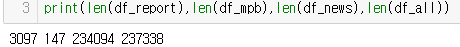 3 print(len(df_report),len(df_mpb),len(df_news),len(df_all))
3097 147 234094 237338